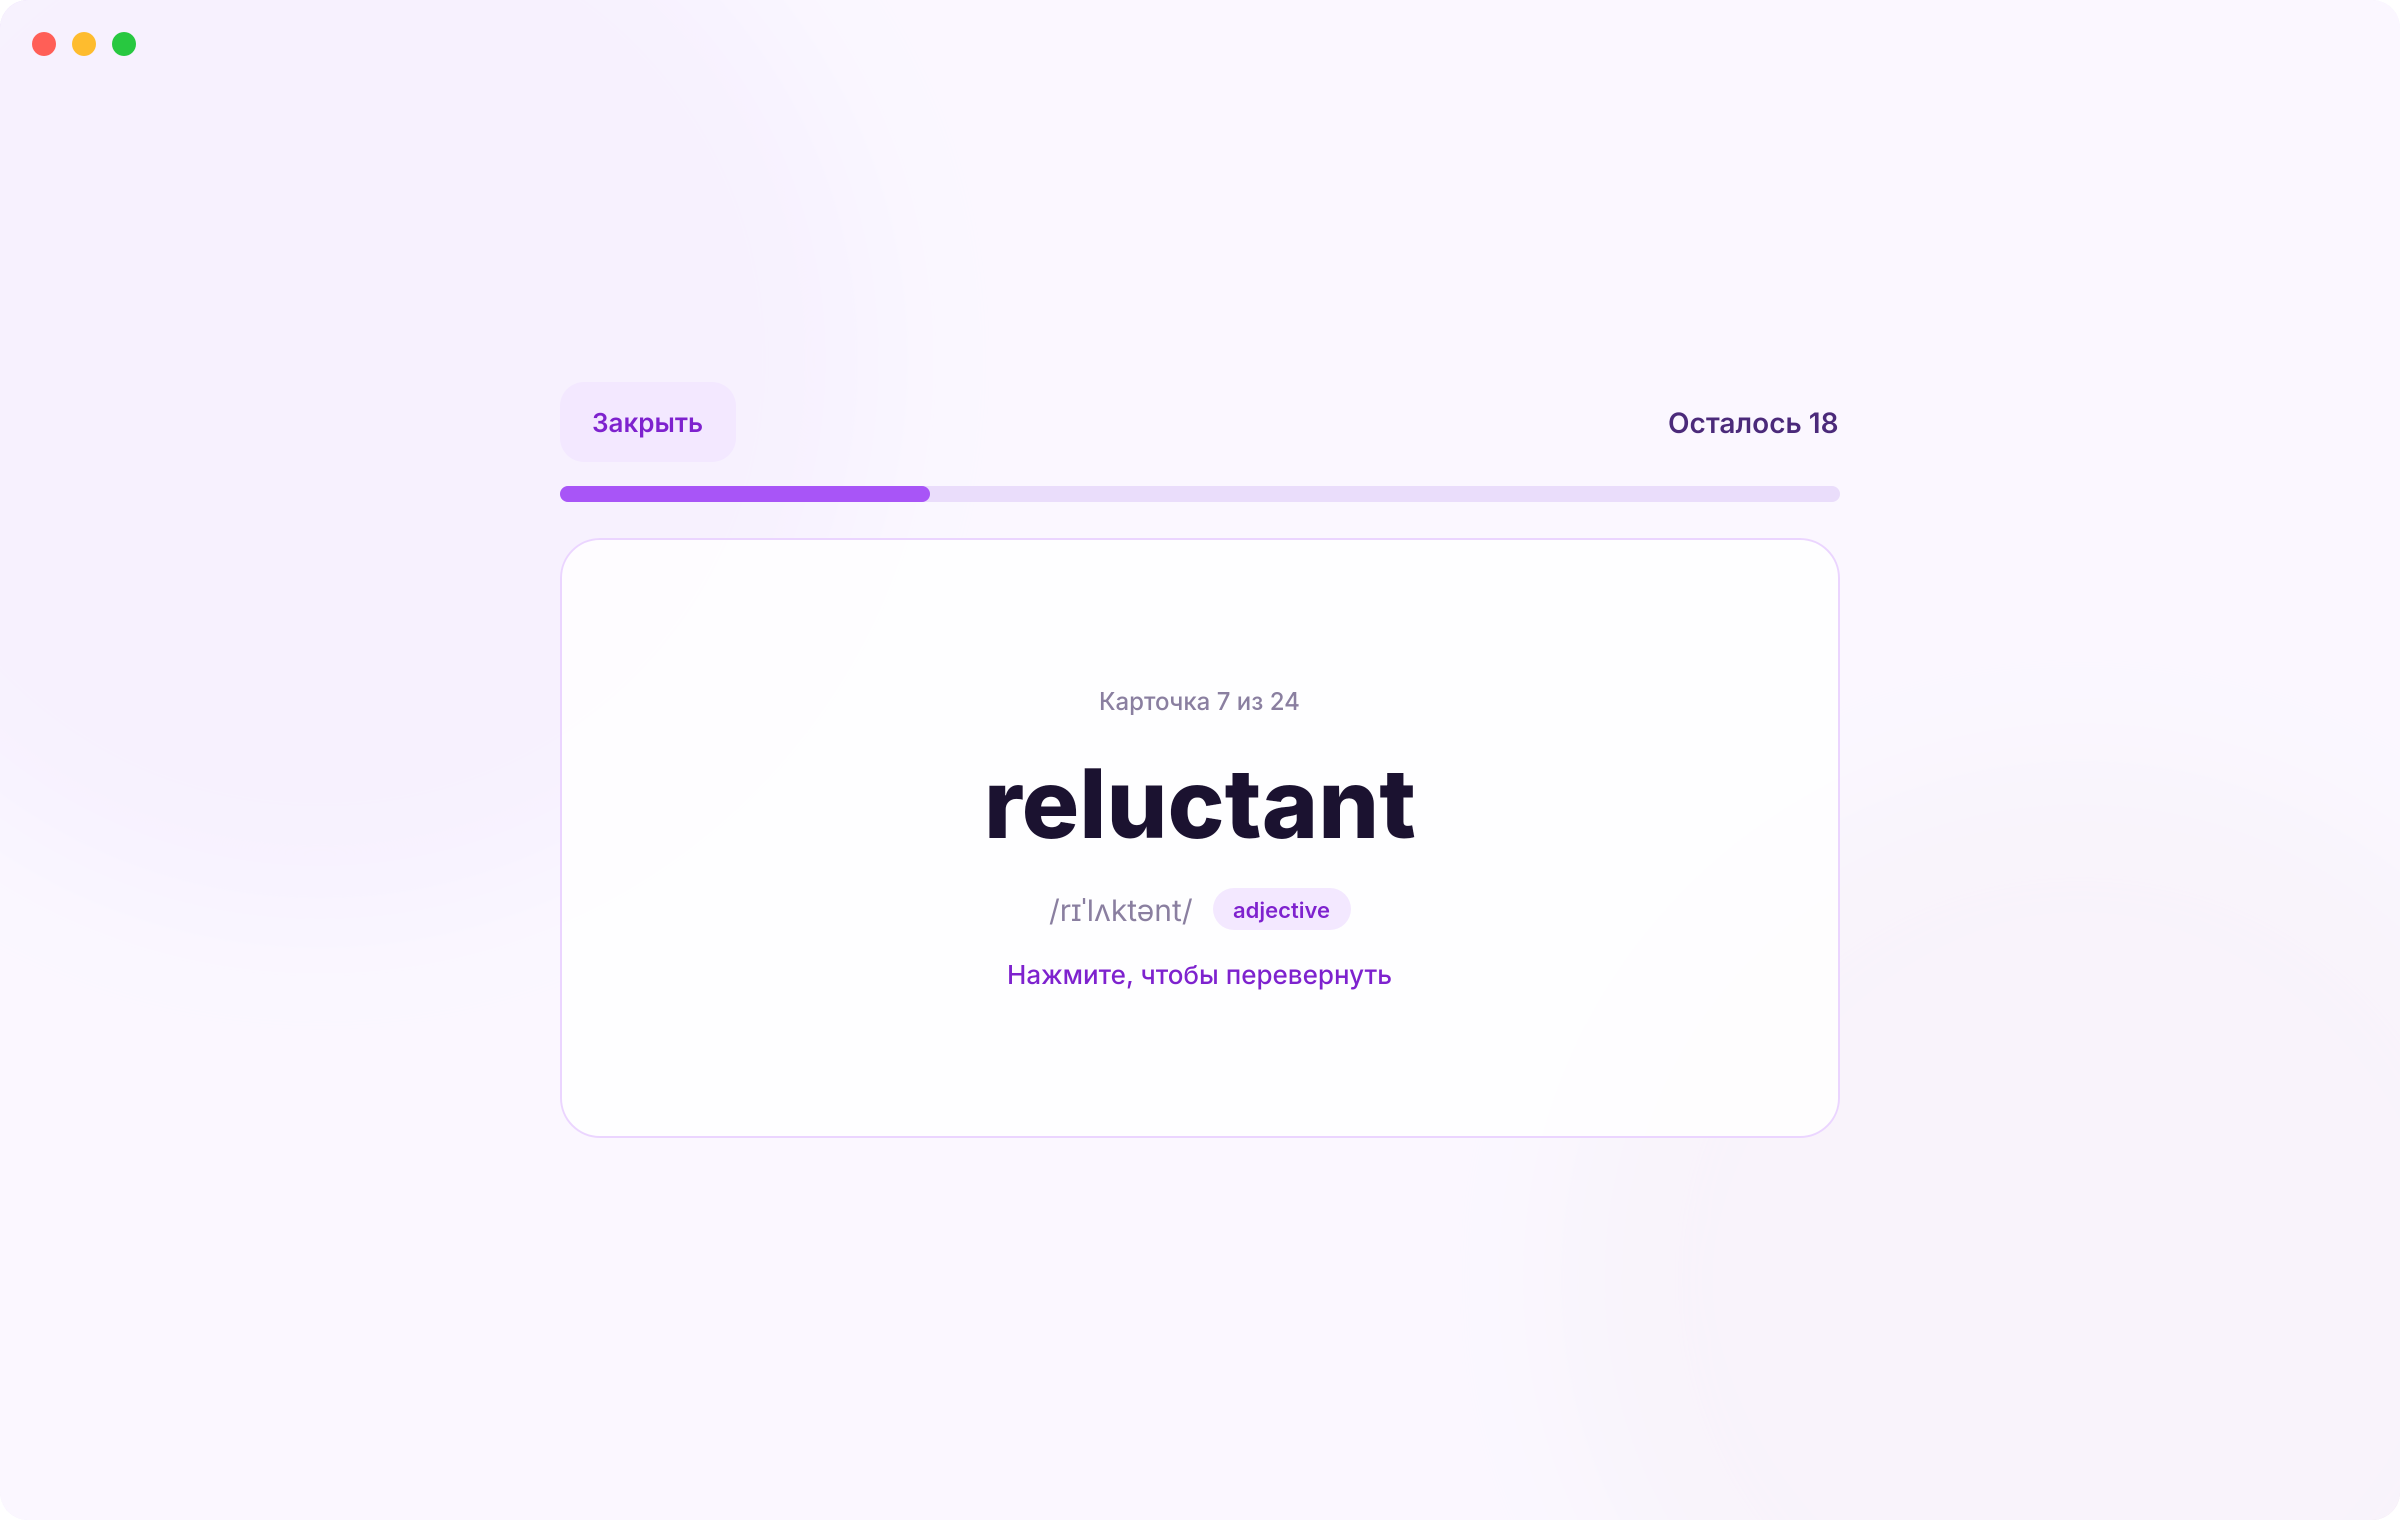 Закрыть
Осталось 18
Карточка 7 из 24
reluctant
/rɪˈlʌktənt/ adjective
Нажмите, чтобы перевернуть